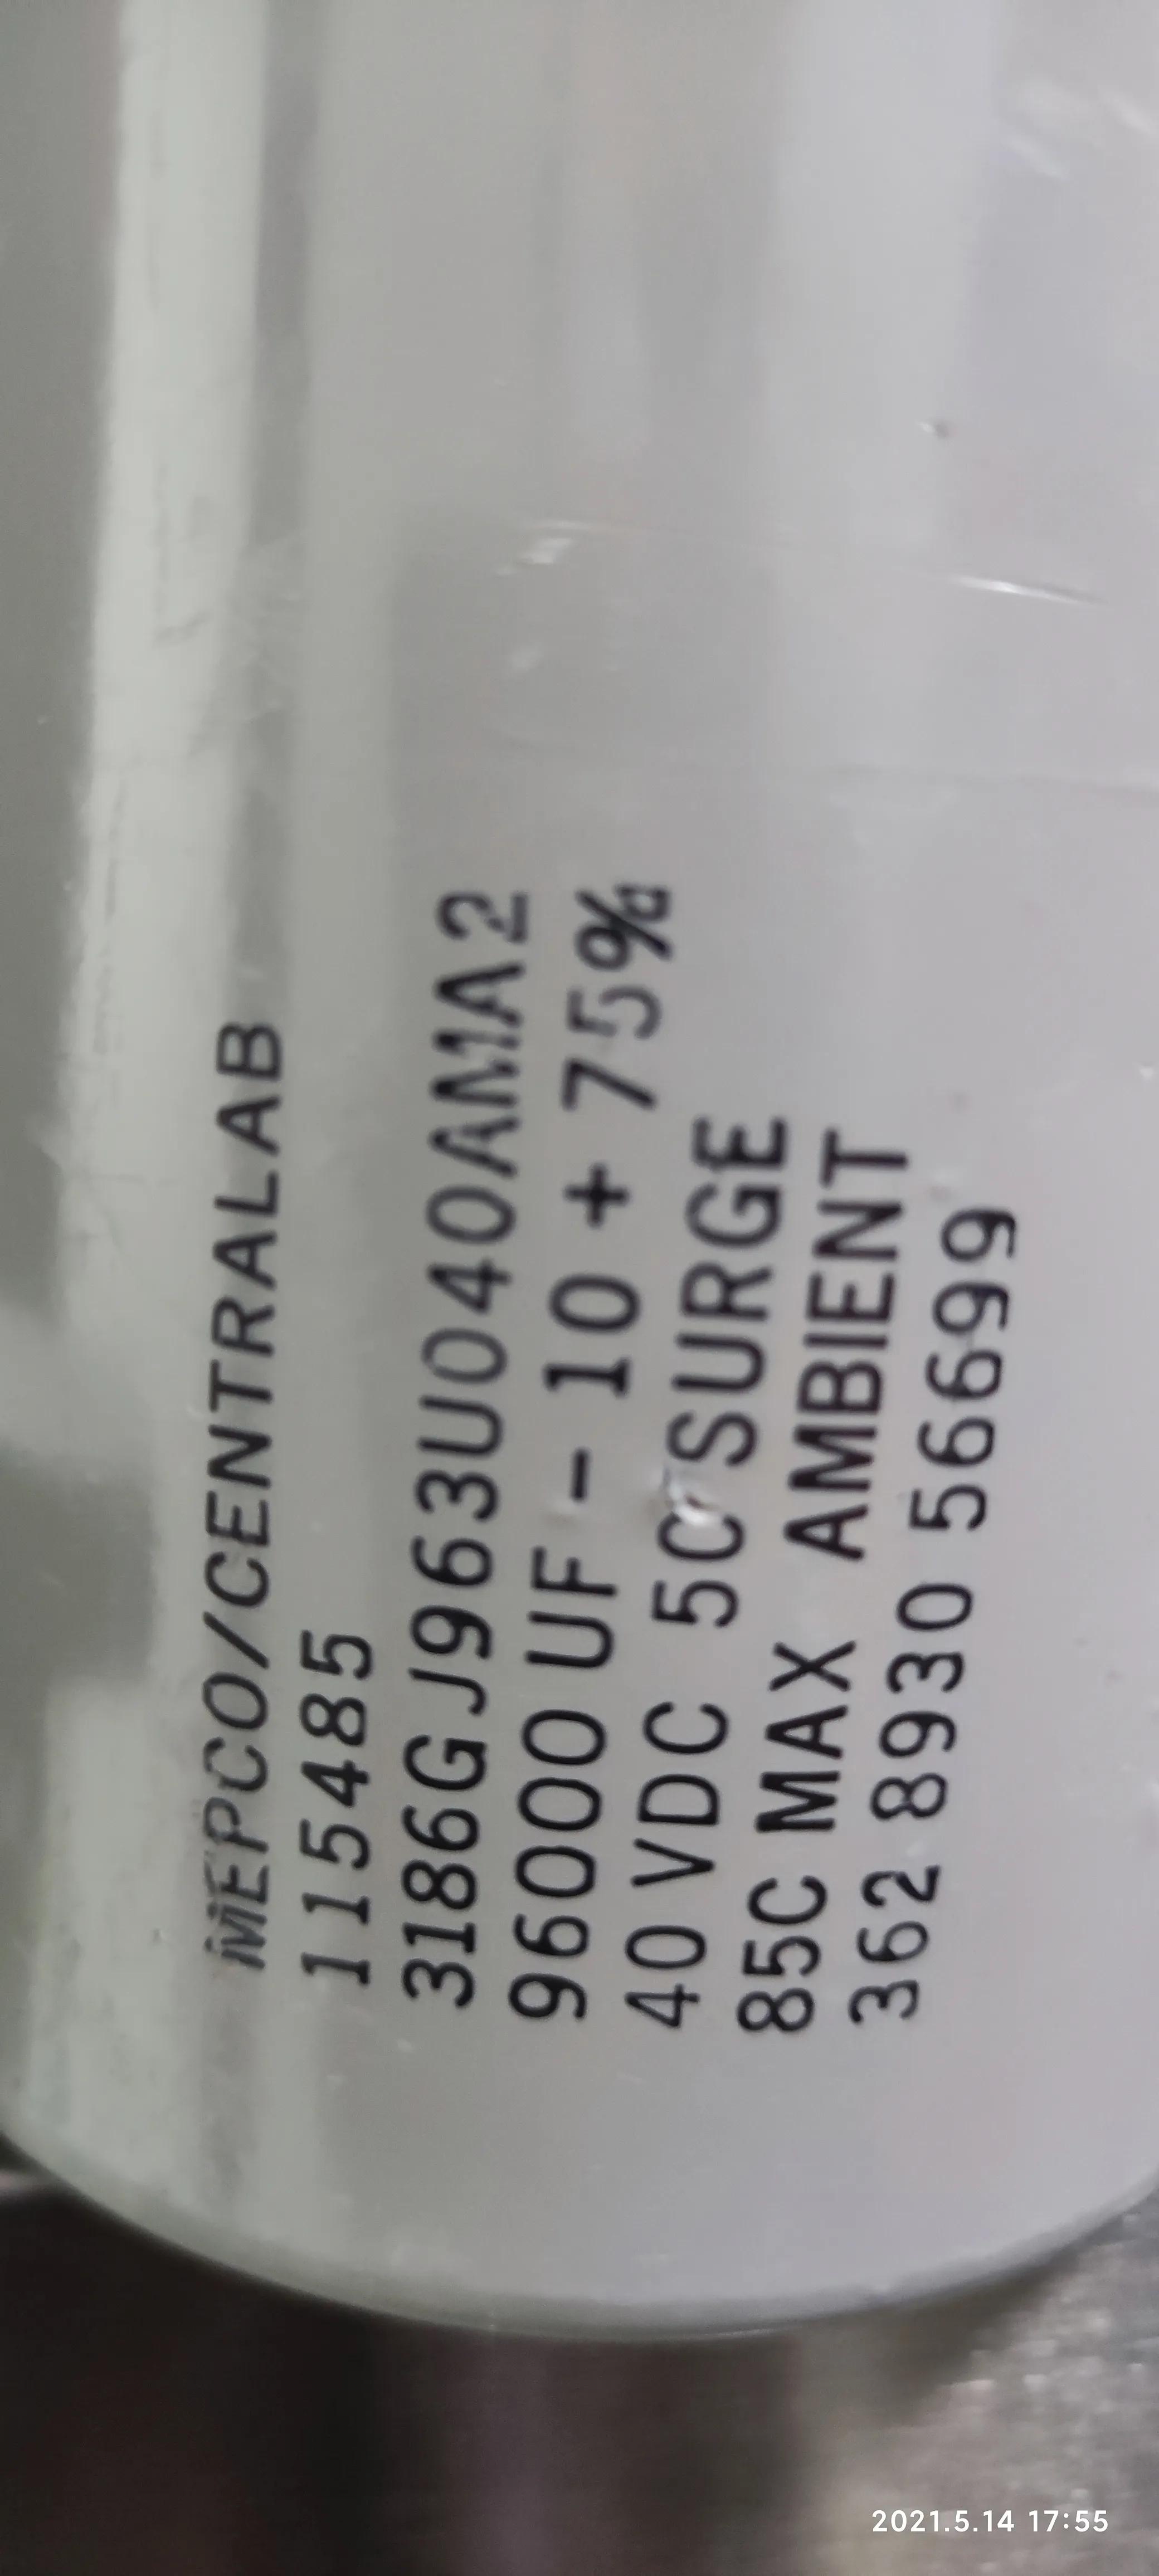 MEPCO/CENTRALAB
115485
3186GJ963U040AMA2
96000 UF - 10 + 75%
40 VDC 50 SURGE
85C MAX AMBIENT
362 8930 56699
2021.5.14 17:55